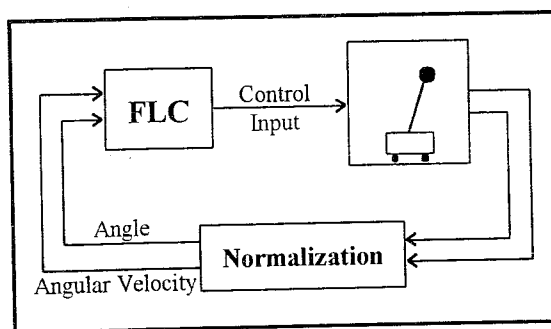 FLC
Control
Input
Angle
Normalization
Angular Velocity